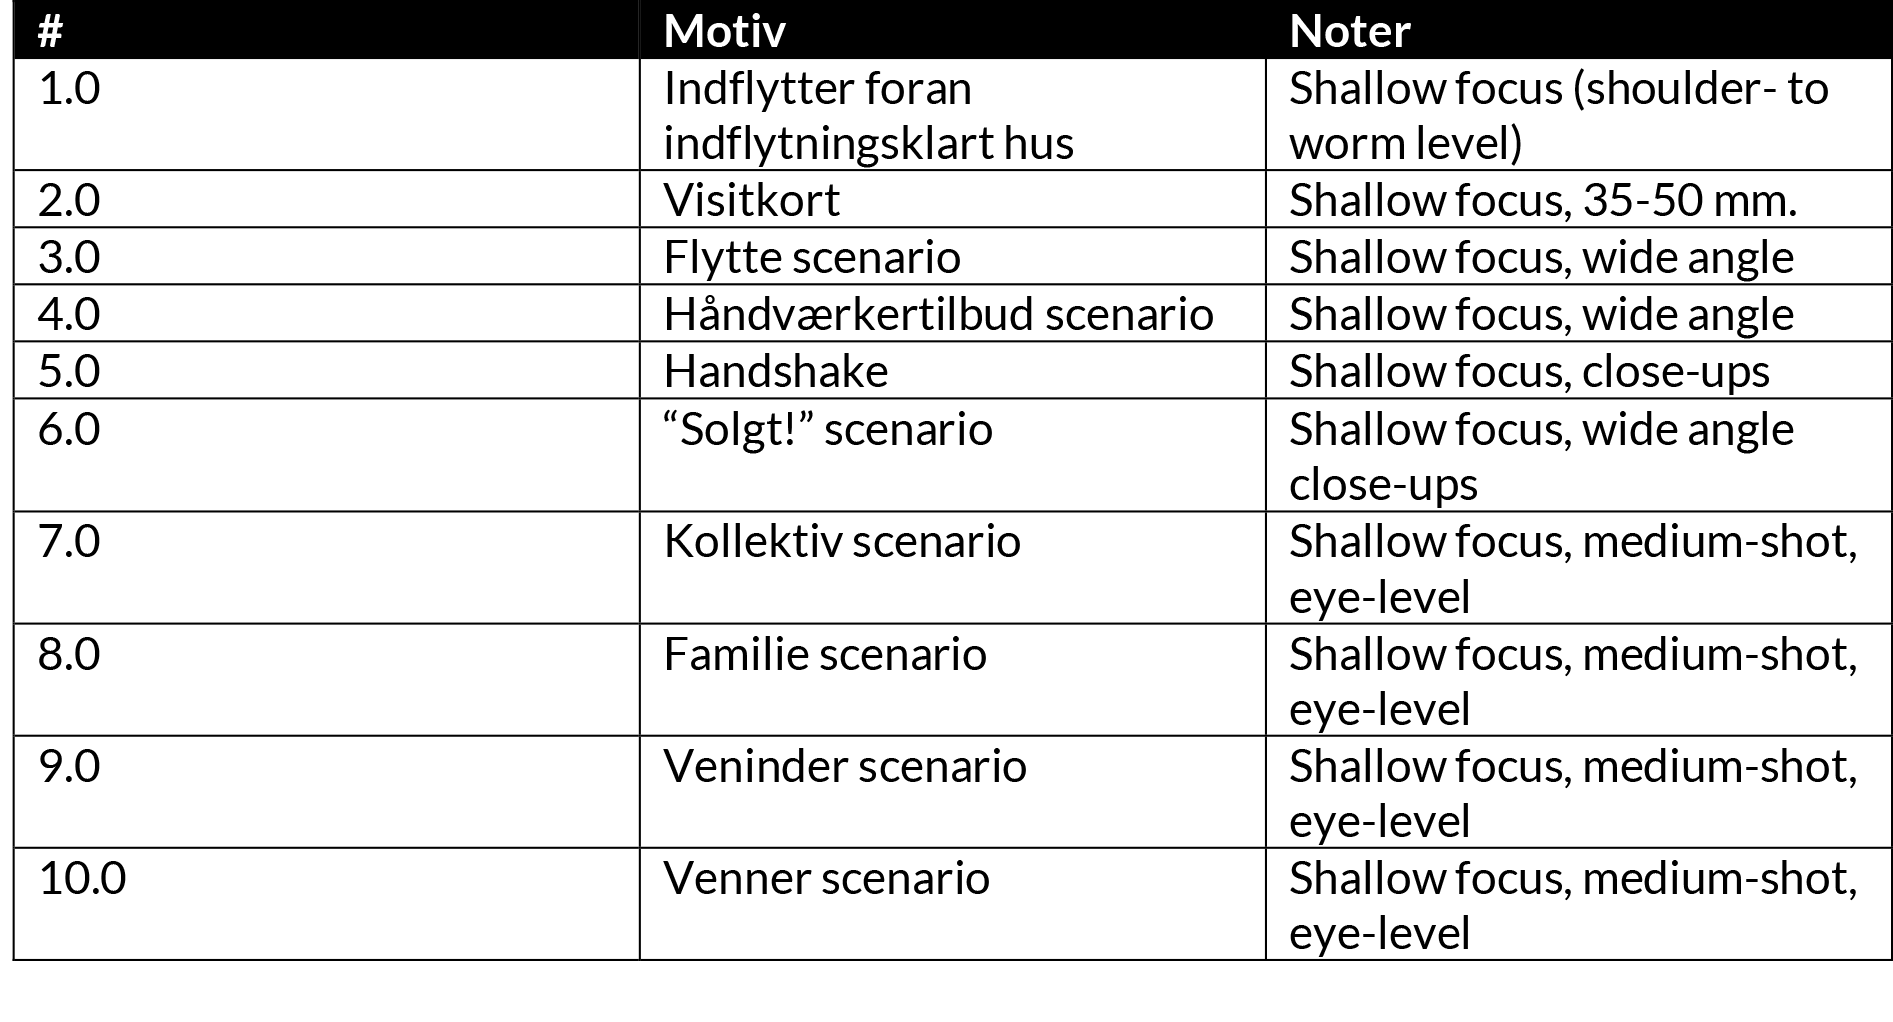 # Motiv Noter
1.0 Indflytter foran Shallow focus (shoulder- to
indflytningsklart hus worm level)
2.0 Visitkort Shallow focus, 35-50 mm.
3.0 Flytte scenario Shallow focus, wide angle
4.0 Håndværkertilbud scenario Shallow focus, wide angle
5.0 Handshake Shallow focus, close-ups
6.0 “Solgt!” scenario Shallow focus, wide angle
close-ups
7.0 Kollektiv scenario Shallow focus, medium-shot,
eye-level
8.0 Familie scenario Shallow focus, medium-shot,
eye-level
9.0 Veninder scenario Shallow focus, medium-shot,
eye-level
10.0 Venner scenario Shallow focus, medium-shot,
eye-level